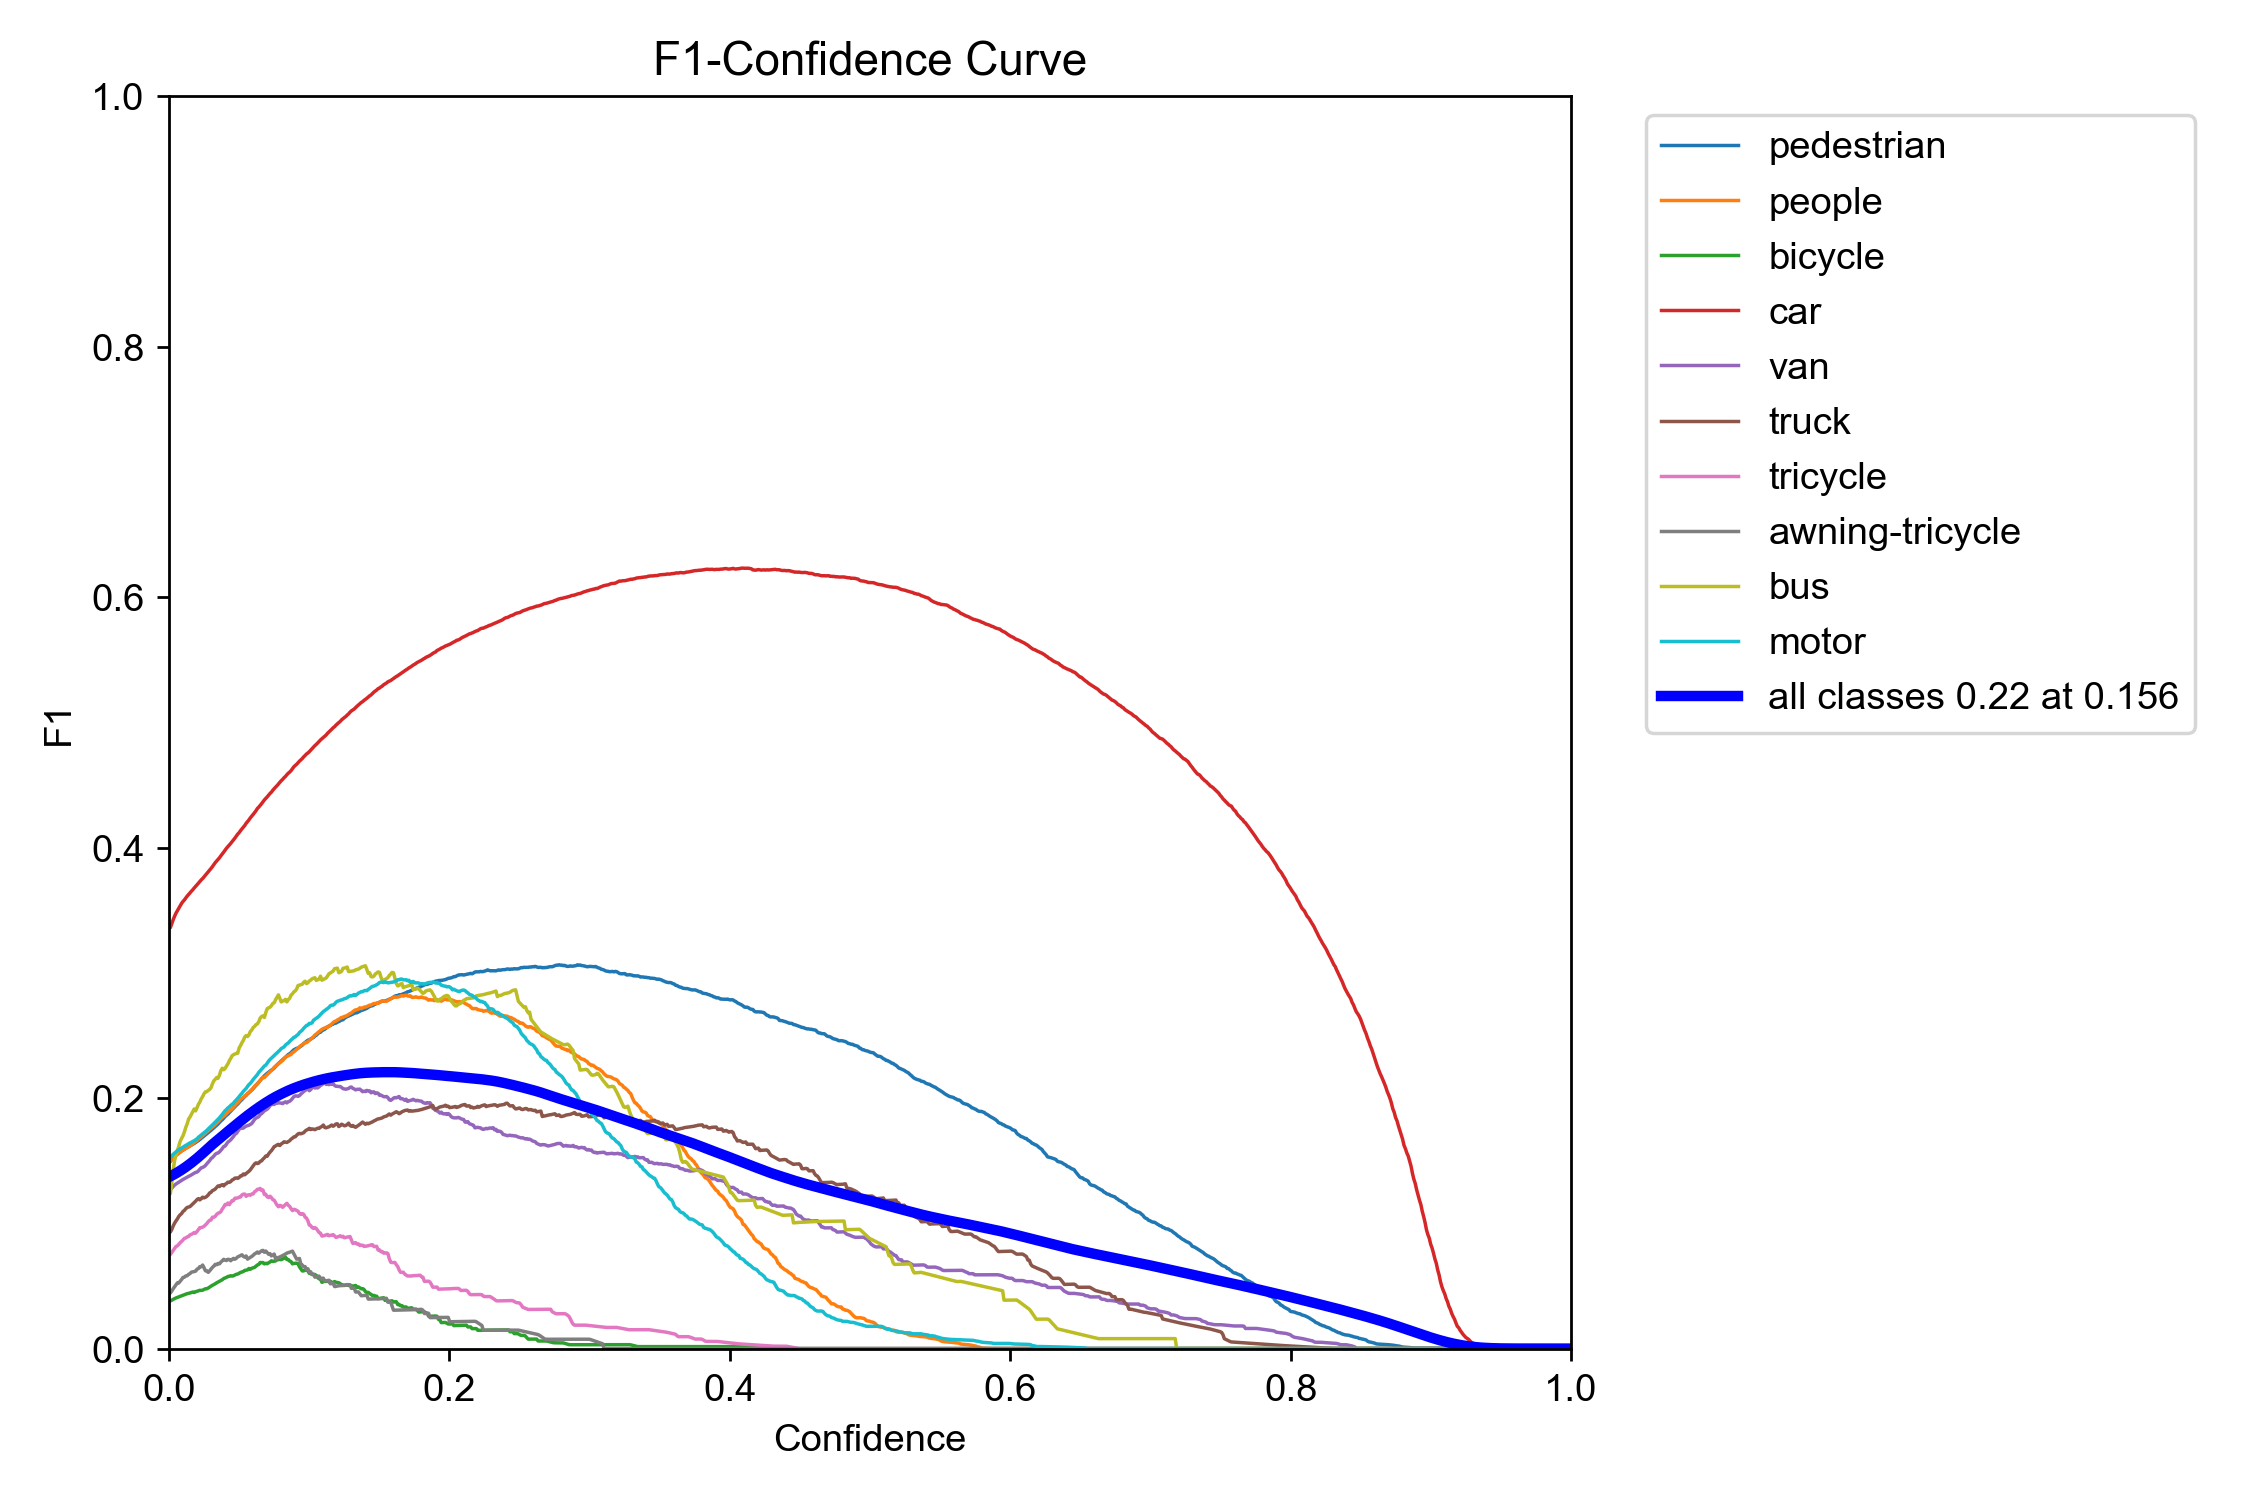 F1-Confidence Curve
1.0
0.8
0.6
0.4
0.2
0.0
F1
0.0 0.2 0.4 0.6 0.8 1.0
Confidence
pedestrian
people
bicycle
car
van
truck
tricycle
awning-tricycle
bus
motor
all classes 0.22 at 0.156